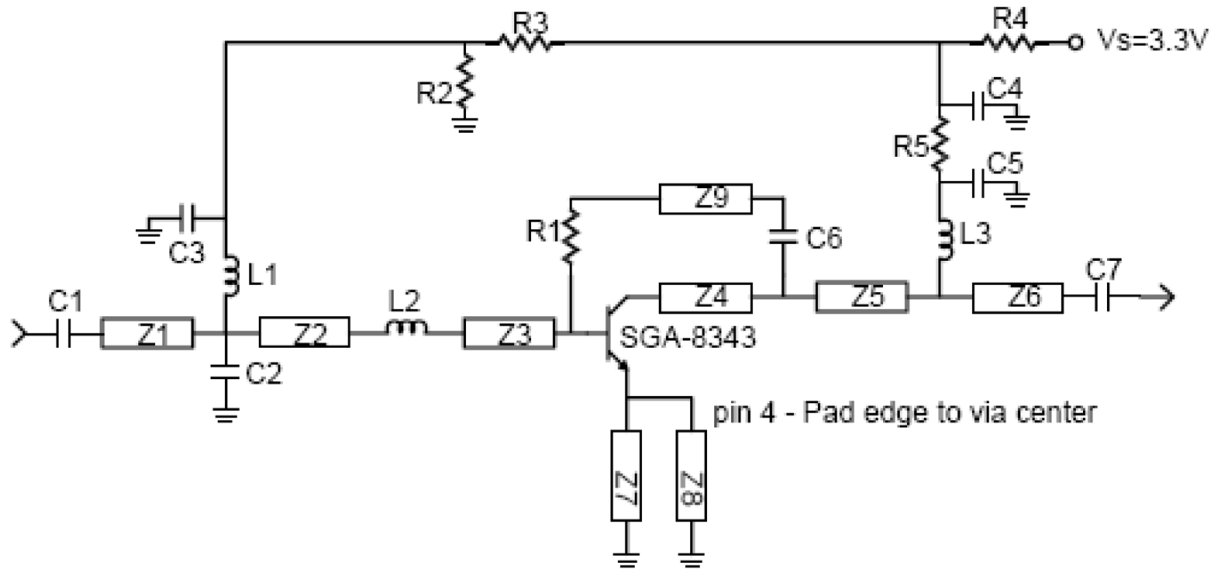 R3
R4
Vs=3.3V
R2
C4
R5
C5
Z9
R1
C6
L3
C3
L1
C7
C1
L2
Z4
Z5
Z6
Z1
Z2
Z3
SGA-8343
C2
pin 4 - Pad edge to via center
Z7
Z8